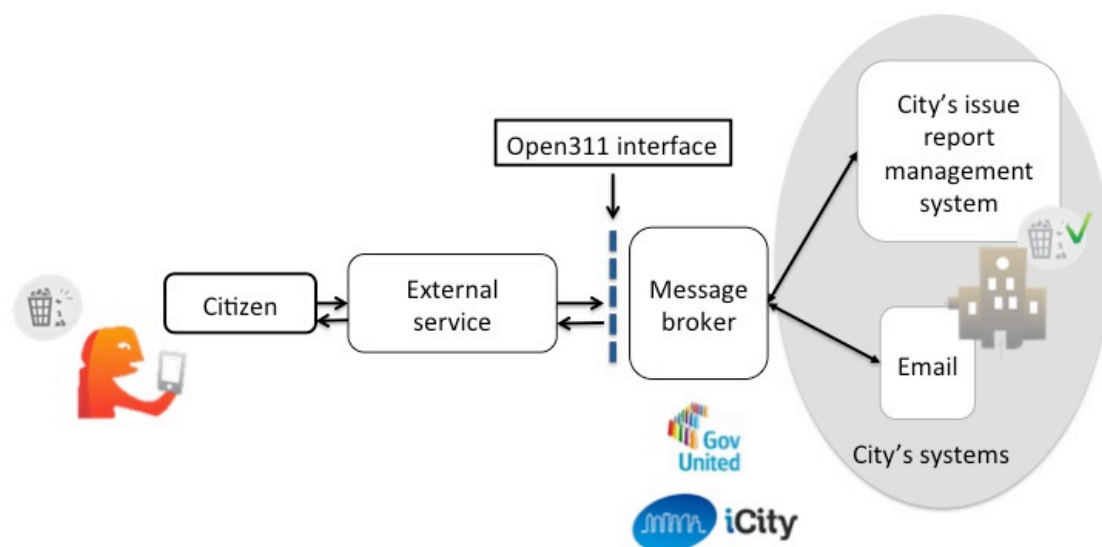 City's issue
report
management
system
Open311 interface
Citizen
External
service
Message
broker
Email
City's systems
Gov
United
iCity